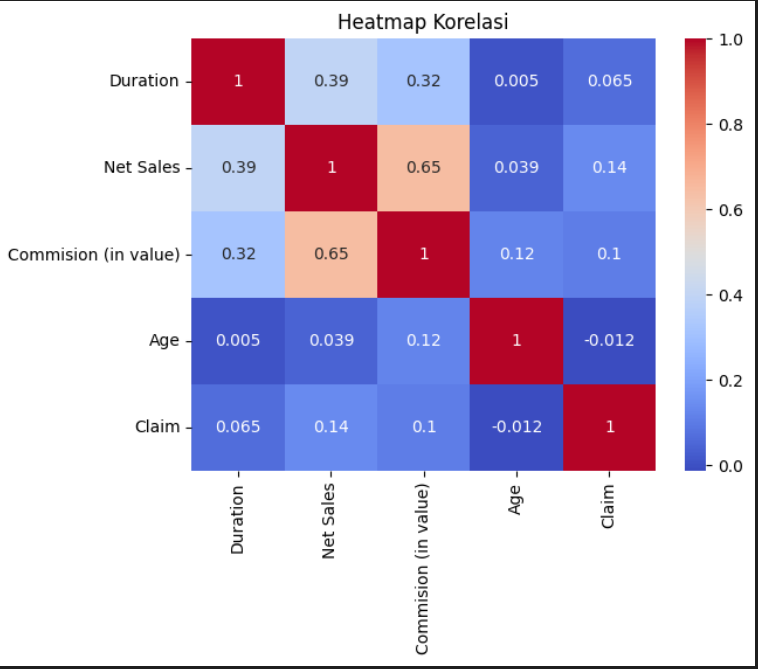 Heatmap Korelasi
Duration 1 0.39 0.32 0.005 0.065
Net Sales 0.39 1 0.65 0.039 0.14
Commision (in value) 0.32 0.65 1 0.12 0.1
Age 0.005 0.039 0.12 1 -0.012
Claim 0.065 0.14 0.1 -0.012 1
Duration
Net Sales
Commision (in value)
Age
Claim
1.0
0.8
0.6
0.4
0.2
0.0